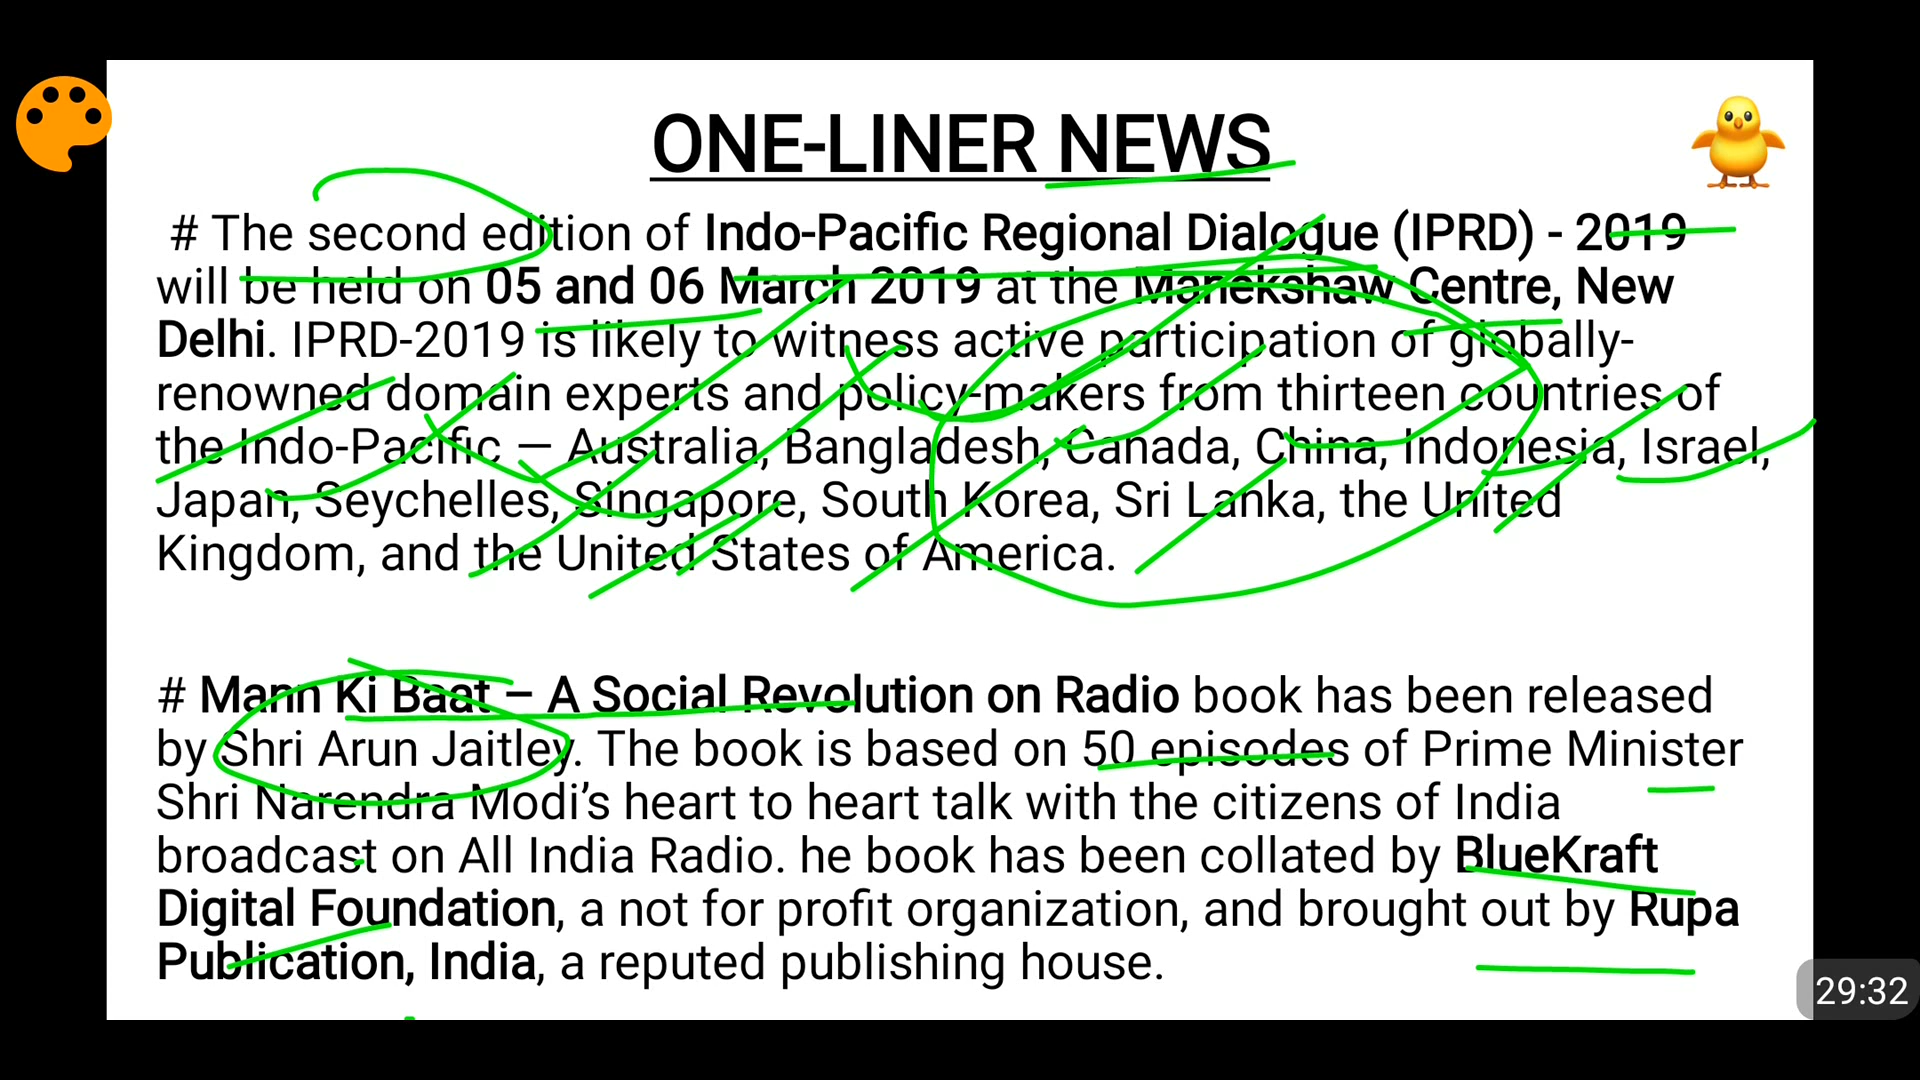 ONE-LINER NEWS
# The second edition of Indo-Pacific Regional Dialogue (IPRD) - 2019
will be held on 05 and 06 March 2019 at the Manekshaw Centre, New
Delhi. IPRD-2019 is likely to witness active participation of globally-
renowned domain experts and policy-makers from thirteen countries of
the Indo-Pacific — Australia, Bangladesh, Canada, China, Indonesia, Israel,
Japan, Seychelles, Singapore, South Korea, Sri Lanka, the United
Kingdom, and the United States of America.
# Mann Ki Baat – A Social Revolution on Radio book has been released
by Shri Arun Jaitley. The book is based on 50 episodes of Prime Minister
Shri Narendra Modi’s heart to heart talk with the citizens of India
broadcast on All India Radio. he book has been collated by BlueKraft
Digital Foundation, a not for profit organization, and brought out by Rupa
Publication, India, a reputed publishing house.
29:32